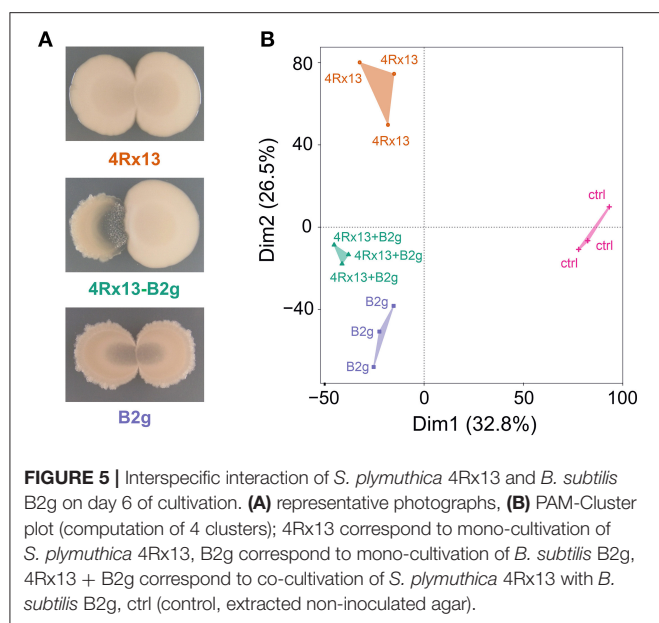 A
4Rx13
4Rx13-B2g
B2g
B
Dim2 (26.5%)
80
40
0
−40
4Rx13
4Rx13
4Rx13
ctrl
ctrl
ctrl
4Rx13+B2g
4Rx13+B2g
4Rx13+B2g
B2g
B2g
B2g
−50
0
50
100
Dim1 (32.8%)
FIGURE 5 | Interspecific interaction of S. plymuthica 4Rx13 and B. subtilis
B2g on day 6 of cultivation. (A) representative photographs, (B) PAM-Cluster
plot (computation of 4 clusters); 4Rx13 correspond to mono-cultivation of
S. plymuthica 4Rx13, B2g correspond to mono-cultivation of B. subtilis B2g,
4Rx13 + B2g correspond to co-cultivation of S. plymuthica 4Rx13 with B.
subtilis B2g, ctrl (control, extracted non-inoculated agar).